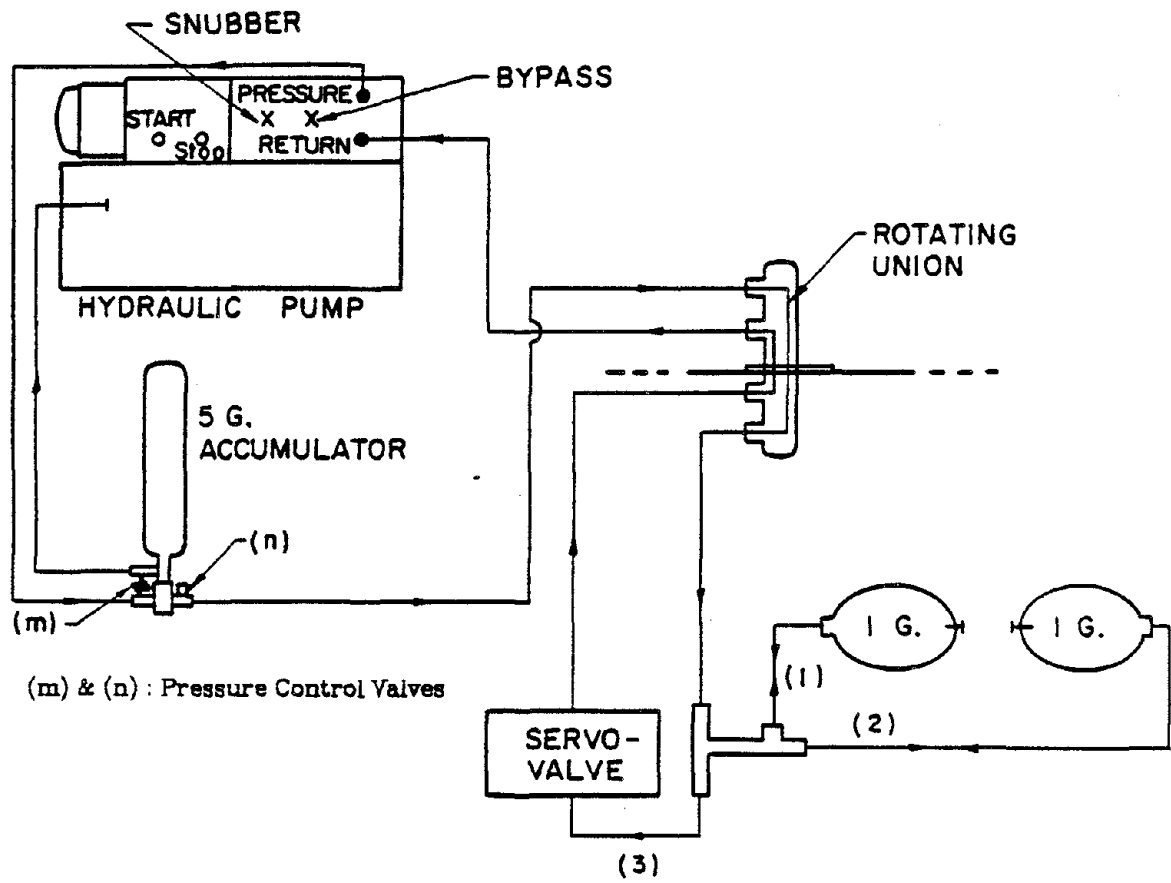 SNUBBER
BYPASS
PRESSURE
X X
START
Stop
RETURN
ROTATING
UNION
HYDRAULIC PUMP
5 G.
ACCUMULATOR
(n)
(m)
1 G.
1 G.
(1)
(m) & (n) : Pressure Control Valves
(2)
SERVO-
VALVE
(3)